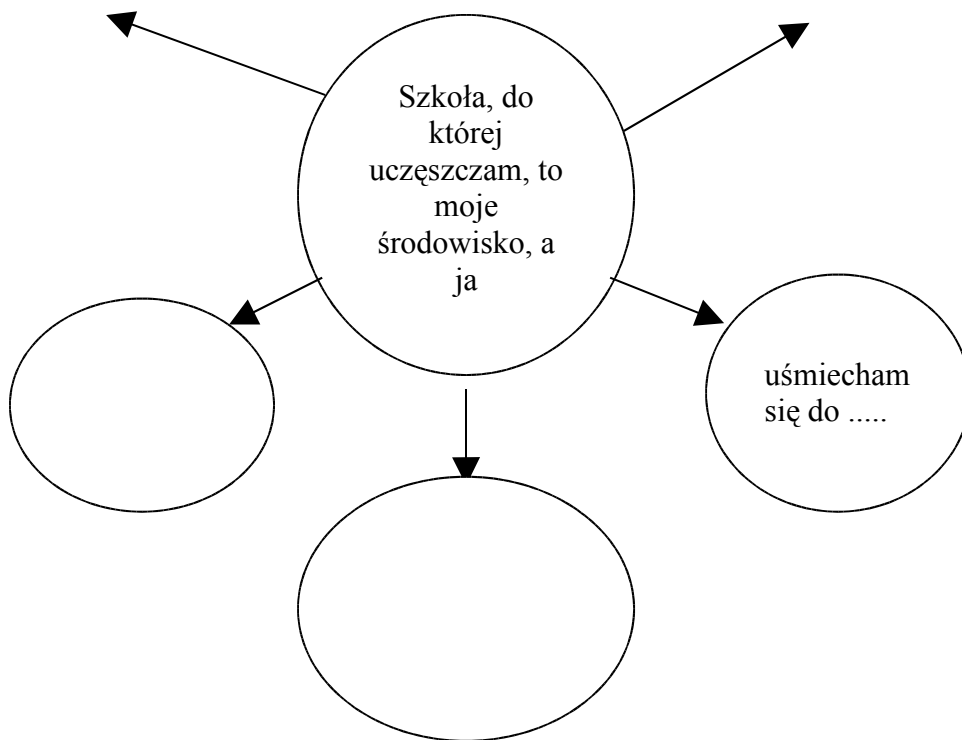 Szkoła, do
której
uczęszczam, to
moje
środowisko, a
ja
uśmiecham
się do .....